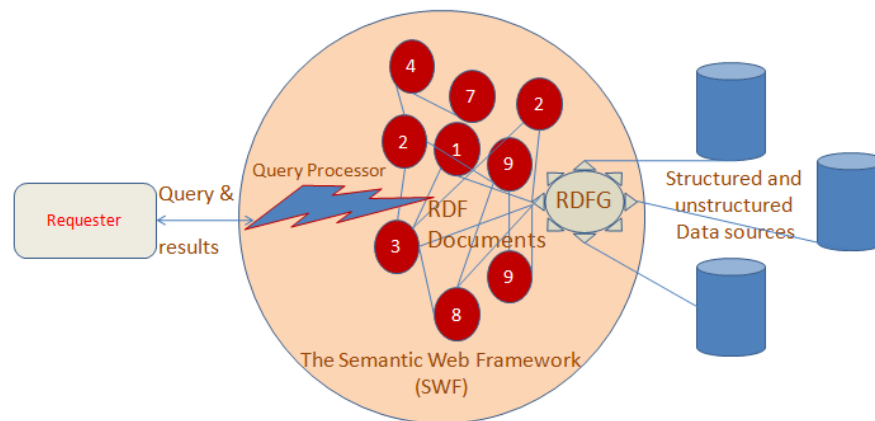 4
7
2
2
1
9
Query Processor
Requester
Query &
results
RDF
Documents
RDFG
Structured and
unstructured
Data sources
3
9
8
The Semantic Web Framework
(SWF)